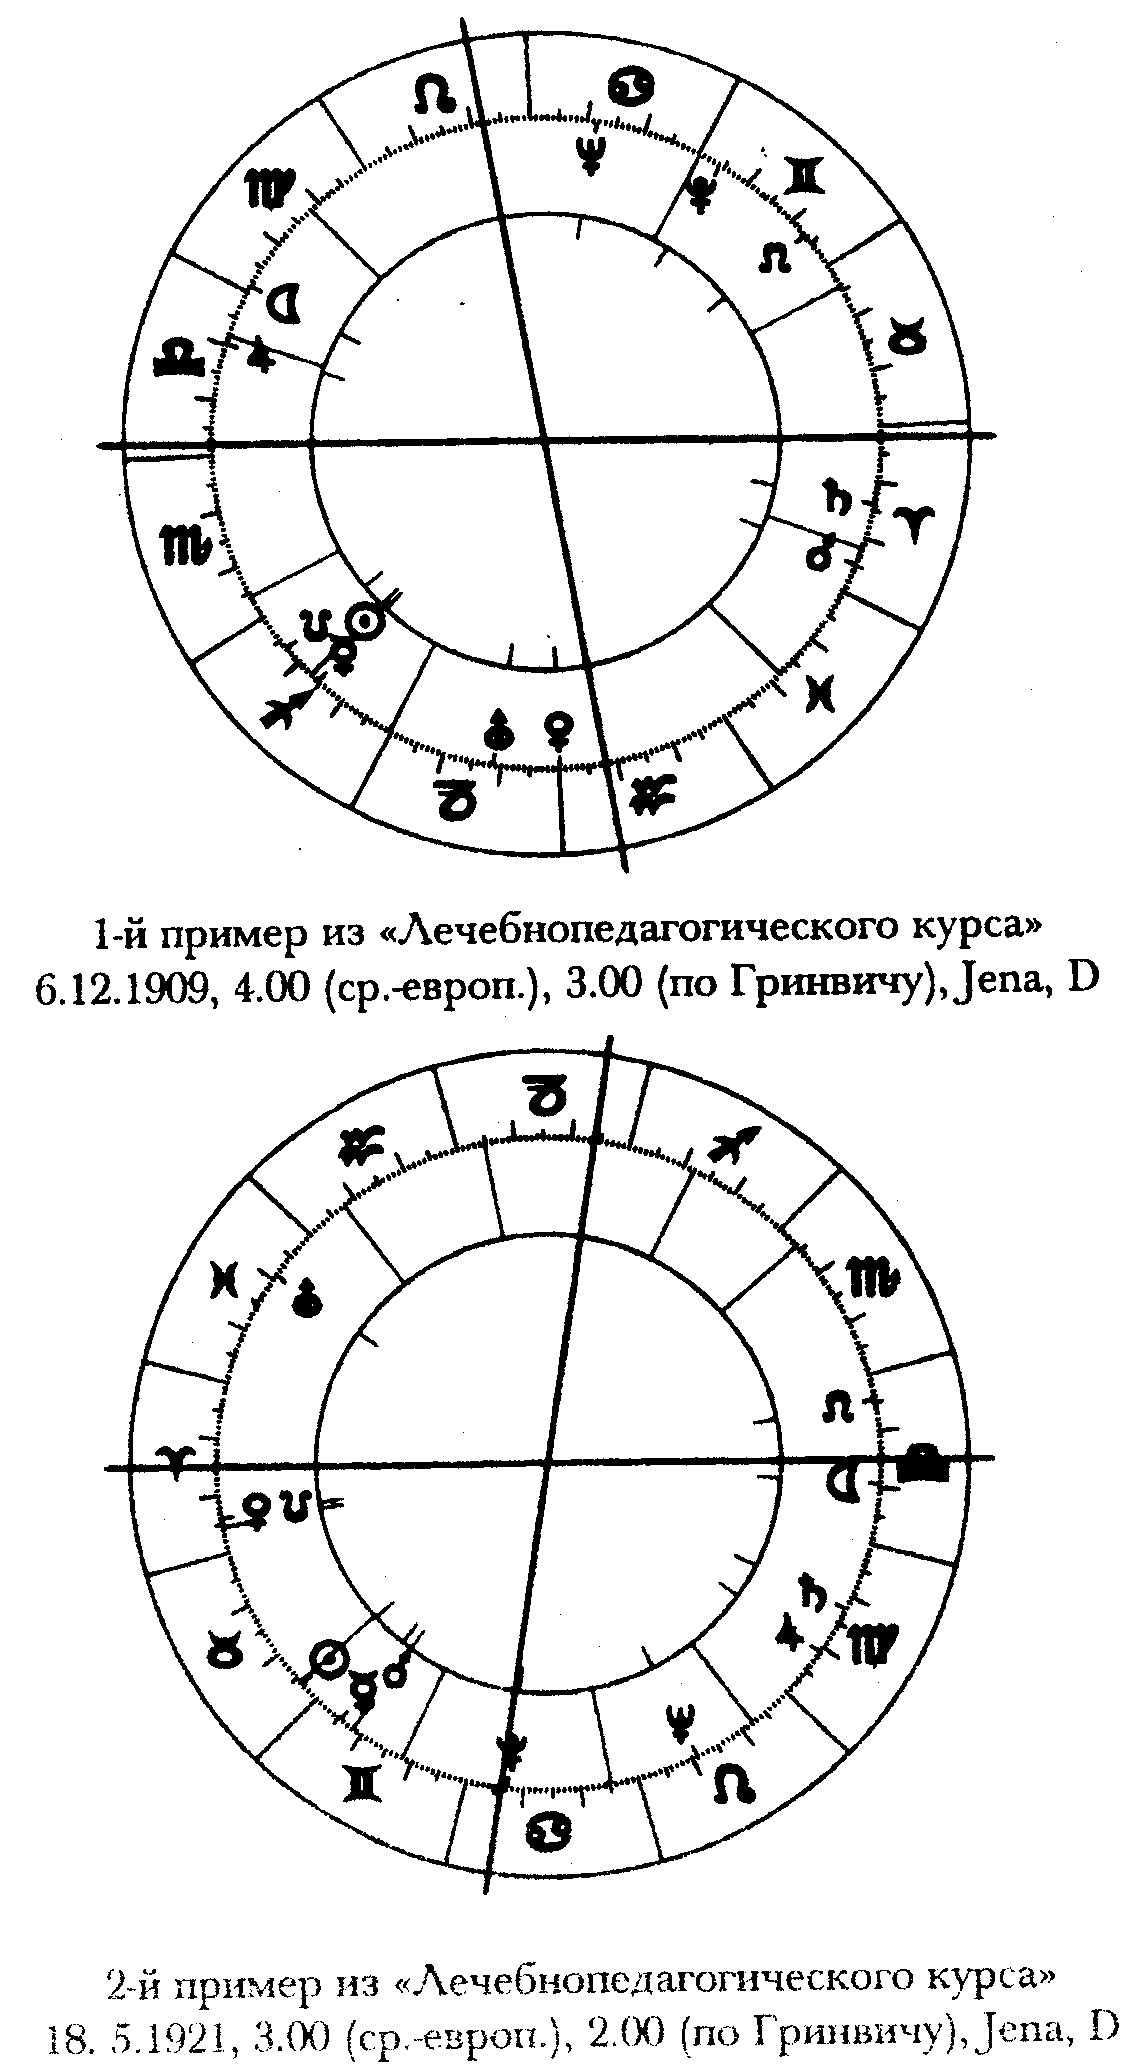 1-й пример из «Лечебнопедагогического курса»
6.12.1909, 4.00 (ср.-европ.), 3.00 (по Гринвичу), Jena, D
2-й пример из «Лечебнопедагогического курса»
18. 5.1921, 3.00 (ср.-европ.), 2.00 (по Гринвичу), Jena, D